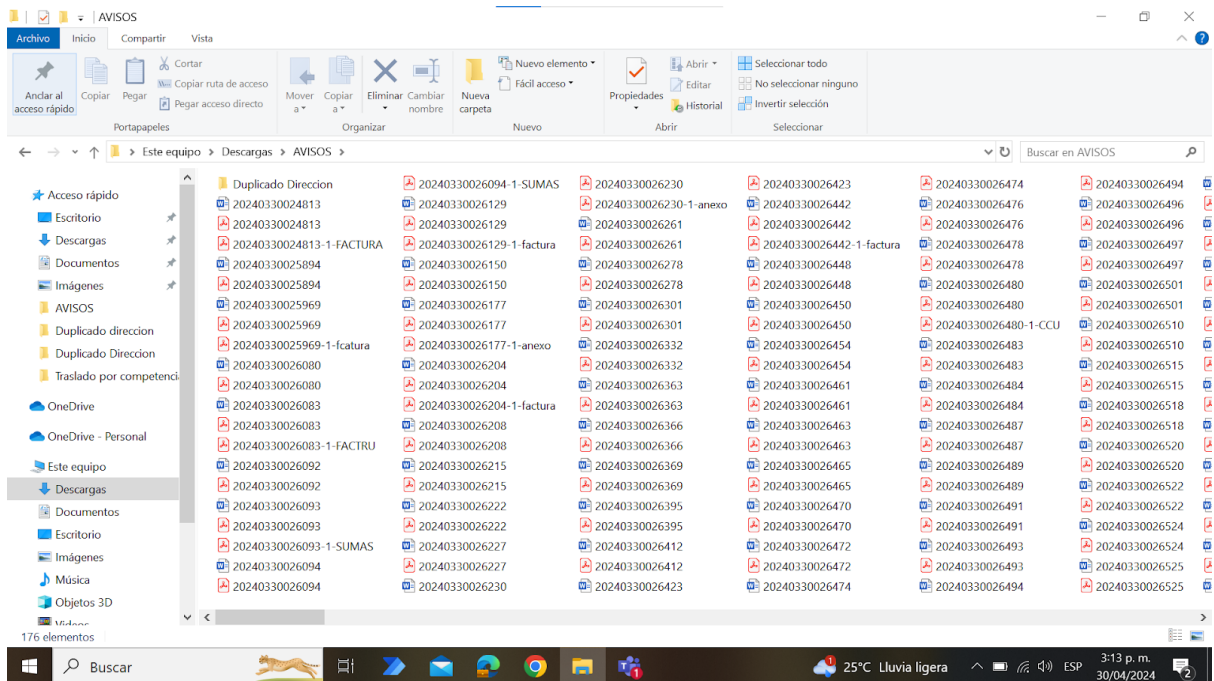 AVISOS
Archivo Inicio Compartir Vista
Andar al acceso rápido
Copiar
Pegar
Cortar
Copiar ruta de acceso
Pegar acceso directo
Portapapeles
Mover a
Copiar a
Eliminar
Cambiar nombre
Organizar
Nueva carpeta
Nuevo elemento
Fácil acceso
Nuevo
Propiedades
Abrir
Editar
Historial
Abrir
Seleccionar todo
No seleccionar ninguno
Invertir selección
Seleccionar
Este equipo > Descargas > AVISOS >
Buscar en AVISOS
Acceso rápido
Escritorio
Descargas
Documentos
Imágenes
AVISOS
Duplicado direccion
Duplicado Direccion
Traslado por competenci
OneDrive
OneDrive - Personal
Este equipo
Descargas
Documentos
Escritorio
Imágenes
Música
Objetos 3D
Videos
Duplicado Direccion
20240330024813
20240330024813
20240330024813-1-FACTURA
20240330025894
20240330025894
20240330025969
20240330025969
20240330025969-1-fcatura
20240330026080
20240330026080
20240330026083
20240330026083
20240330026083-1-FACTRU
20240330026092
20240330026092
20240330026093
20240330026093
20240330026093-1-SUMAS
20240330026094
20240330026094
20240330026094-1-SUMAS
20240330026129
20240330026129
20240330026129-1-factura
20240330026150
20240330026150
20240330026177
20240330026177
20240330026177-1-anexo
20240330026204
20240330026204
20240330026204-1-factura
20240330026208
20240330026208
20240330026215
20240330026215
20240330026222
20240330026222
20240330026227
20240330026227
20240330026230
20240330026230
20240330026230-1-anexo
20240330026261
20240330026261
20240330026278
20240330026278
20240330026301
20240330026301
20240330026332
20240330026332
20240330026363
20240330026363
20240330026366
20240330026366
20240330026369
20240330026369
20240330026395
20240330026395
20240330026412
20240330026412
20240330026423
20240330026423
20240330026442
20240330026442
20240330026442-1-factura
20240330026448
20240330026448
20240330026450
20240330026450
20240330026454
20240330026454
20240330026461
20240330026461
20240330026463
20240330026463
20240330026465
20240330026465
20240330026470
20240330026470
20240330026472
20240330026472
20240330026474
20240330026474
20240330026476
20240330026476
20240330026478
20240330026478
20240330026480
20240330026480
20240330026480-1-CCU
20240330026483
20240330026483
20240330026484
20240330026484
20240330026487
20240330026487
20240330026489
20240330026489
20240330026491
20240330026491
20240330026493
20240330026493
20240330026494
20240330026494
20240330026496
20240330026496
20240330026497
20240330026497
20240330026501
20240330026501
20240330026510
20240330026510
20240330026515
20240330026515
20240330026518
20240330026518
20240330026520
20240330026520
20240330026522
20240330026522
20240330026524
20240330026524
20240330026525
20240330026525
176 elementos
Buscar
25°C Lluvia ligera
ESP
3:13 p. m.
30/04/2024